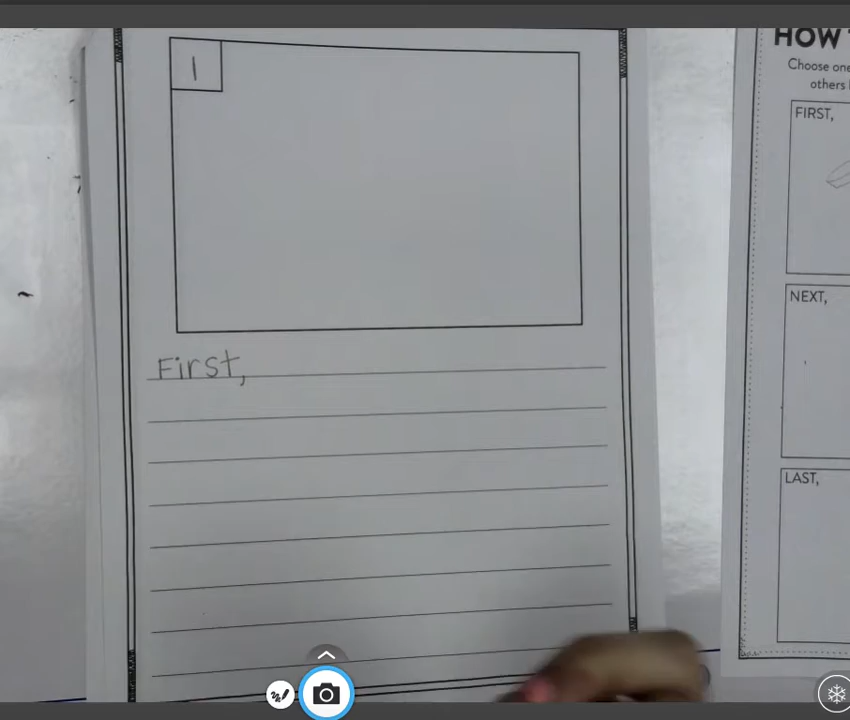 1
First,
HOW
Choose one
others
FIRST,
NEXT,
LAST,